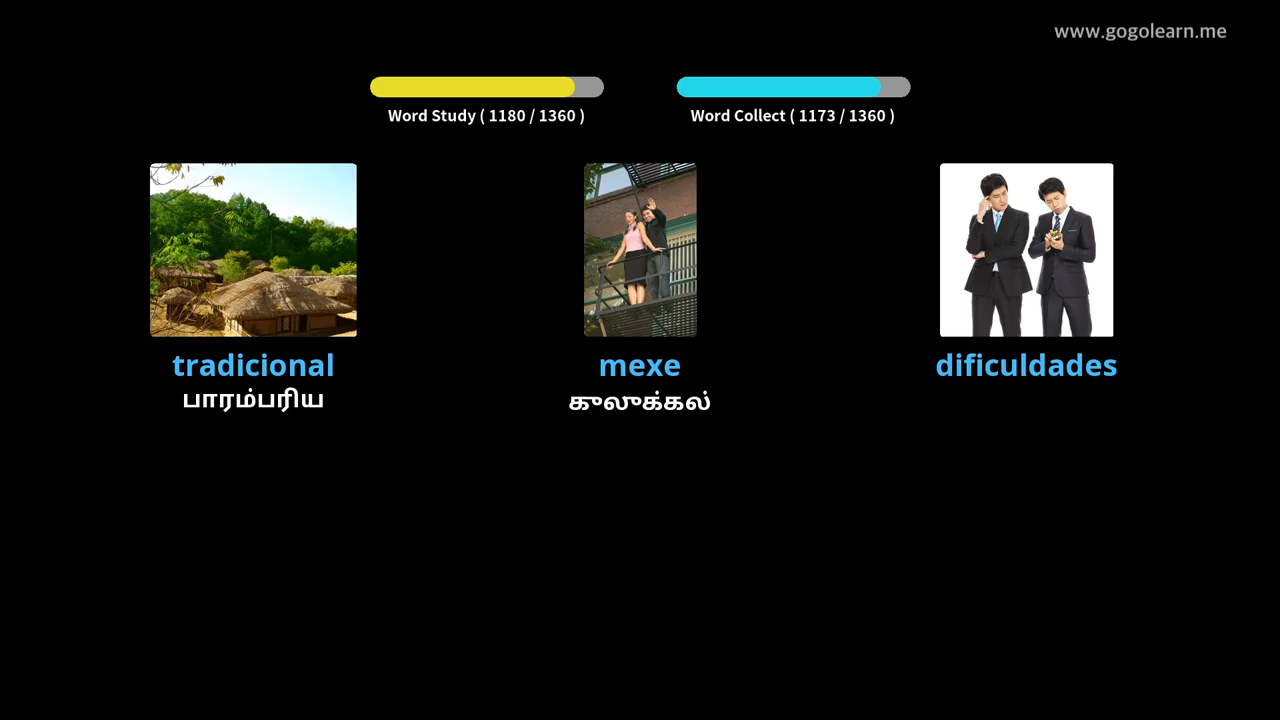 www.gogolearn.me
Word Study ( 1180 / 1360 )
Word Collect ( 1173 / 1360 )
tradicional
பாரம்பரிய
mexe
குலுக்கல்
dificuldades